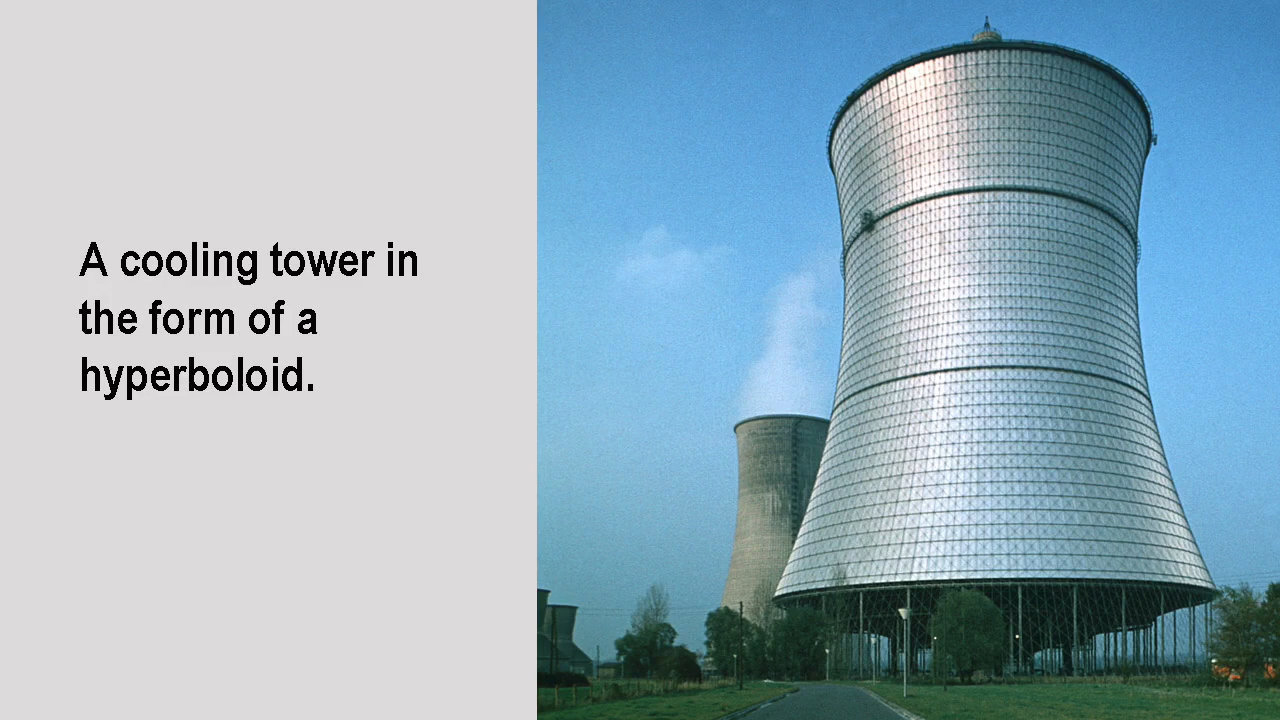 A cooling tower in
the form of a
hyperboloid.